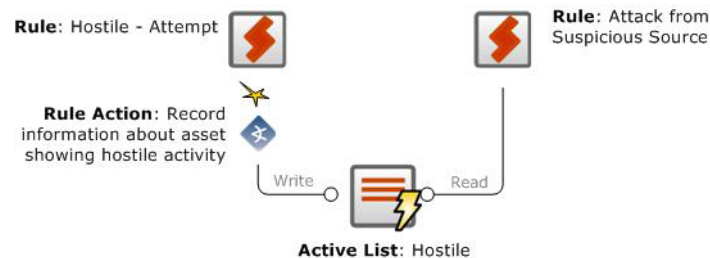 Rule: Hostile - Attempt
Rule: Attack from
Suspicious Source
Rule Action: Record
information about asset
showing hostile activity
Write
Read
Active List: Hostile